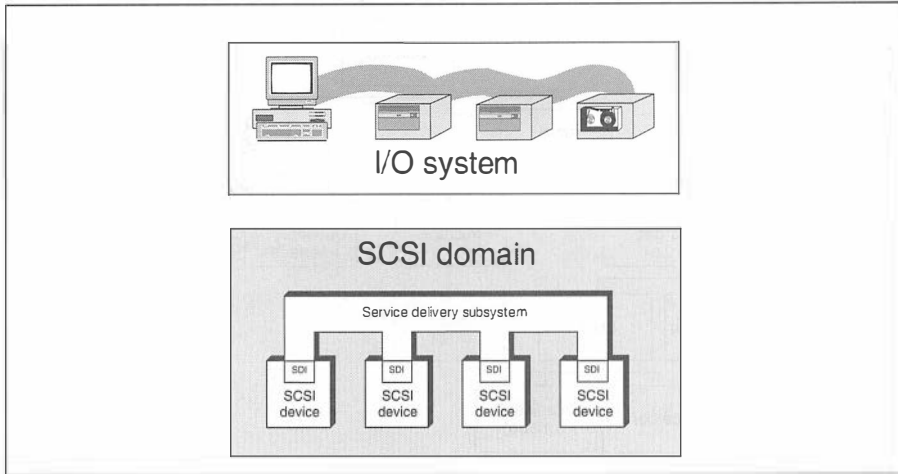 I/O system
SCSI domain
Service delivery subsystem
SDI SDI SDI SDI
SCSI SCSI SCSI SCSI
device device device device